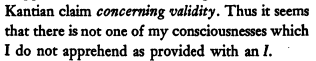 Kantian claim concerning validity. Thus it seems
that there is not one of my consciousnesses which
I do not apprehend as provided with an I.